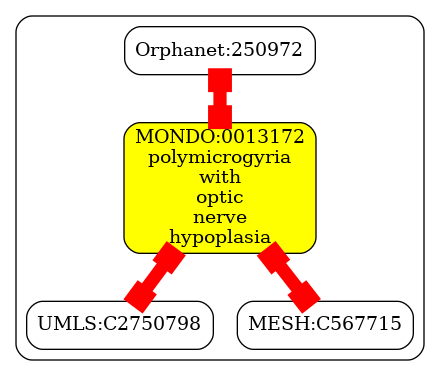 Orphanet:250972
MONDO:0013172
polymicrogyria
with
optic
nerve
hypoplasia
UMLS:C2750798
MESH:C567715